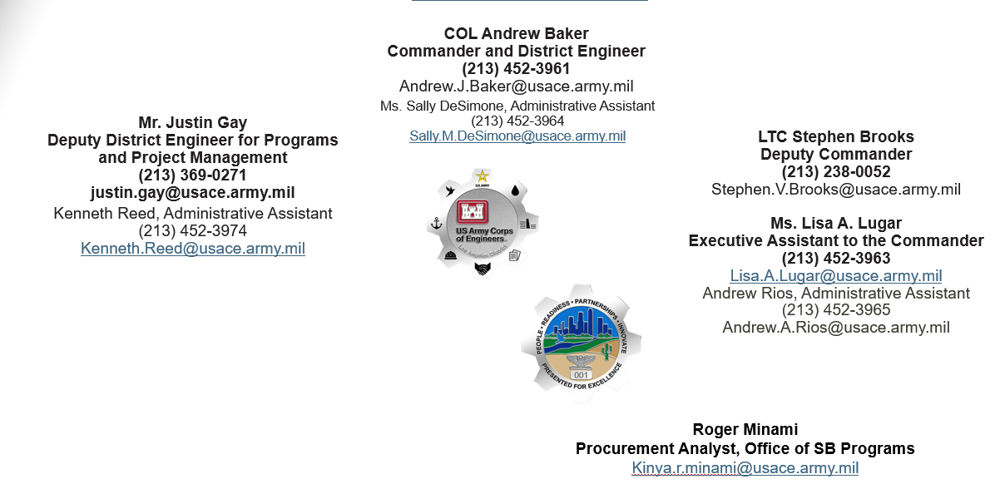 COL Andrew Baker
Commander and District Engineer
(213) 452-3961
Andrew.J.Baker@usace.army.mil
Ms. Sally DeSimone, Administrative Assistant
(213) 452-3964
Sally.M.DeSimone@usace.army.mil
Mr. Justin Gay
Deputy District Engineer for Programs
and Project Management
(213) 369-0271
justin.gay@usace.army.mil
Kenneth Reed, Administrative Assistant
(213) 452-3974
Kenneth.Reed@usace.army.mil
LTC Stephen Brooks
Deputy Commander
(213) 238-0052
Stephen.V.Brooks@usace.army.mil
Ms. Lisa A. Lugar
Executive Assistant to the Commander
(213) 452-3963
Lisa.A.Lugar@usace.army.mil
Andrew Rios, Administrative Assistant
(213) 452-3965
Andrew.A.Rios@usace.army.mil
U.S. ARMY
US Army Corps
of Engineers
Los Angeles District
PEOPLE • READINESS • PARTNERSHIPS • INNOVATE
001
PRESENTED FOR EXCELLENCE
Roger Minami
Procurement Analyst, Office of SB Programs
Kinya.r.minami@usace.army.mil